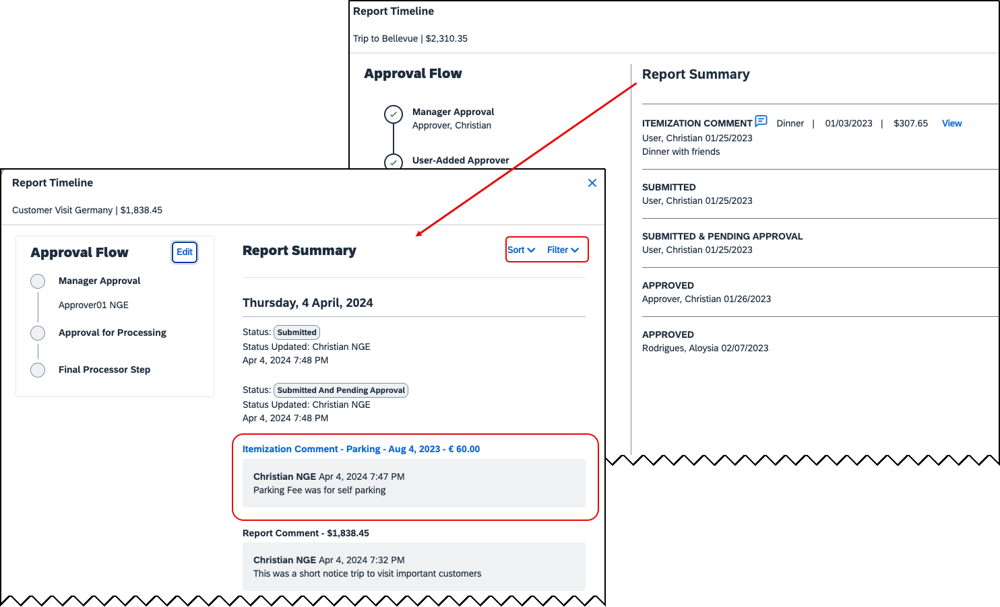 Report Timeline
Trip to Bellevue | $2,310.35
Approval Flow
Manager Approval
Approver, Christian
User-Added Approver
Report Summary
ITEMIZATION COMMENT Dinner | 01/03/2023 | $307.65 View
User, Christian 01/25/2023
Dinner with friends
SUBMITTED
User, Christian 01/25/2023
SUBMITTED & PENDING APPROVAL
User, Christian 01/25/2023
APPROVED
Approver, Christian 01/26/2023
APPROVED
Rodrigues, Aloysia 02/07/2023
Report Timeline
Customer Visit Germany | $1,838.45
Approval Flow Edit
Manager Approval
Approver01 NGE
Approval for Processing
Final Processor Step
Report Summary Sort Filter
Thursday, 4 April, 2024
Status: Submitted
Status Updated: Christian NGE
Apr 4, 2024 7:48 PM
Status: Submitted And Pending Approval
Status Updated: Christian NGE
Apr 4, 2024 7:48 PM
Itemization Comment - Parking - Aug 4, 2023 - € 60.00
Christian NGE Apr 4, 2024 7:47 PM
Parking Fee was for self parking
Report Comment - $1,838.45
Christian NGE Apr 4, 2024 7:32 PM
This was a short notice trip to visit important customers